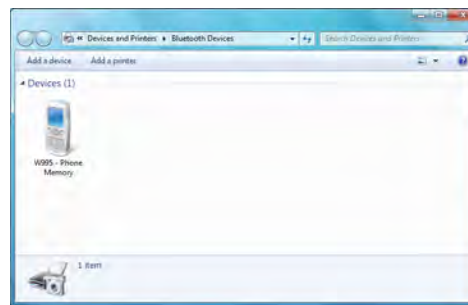 « Devices and Printers ▸ Bluetooth Devices
Search Devices and Printers
Add a device Add a printer
Devices (1)
W995 - Phone
Memory
1 item